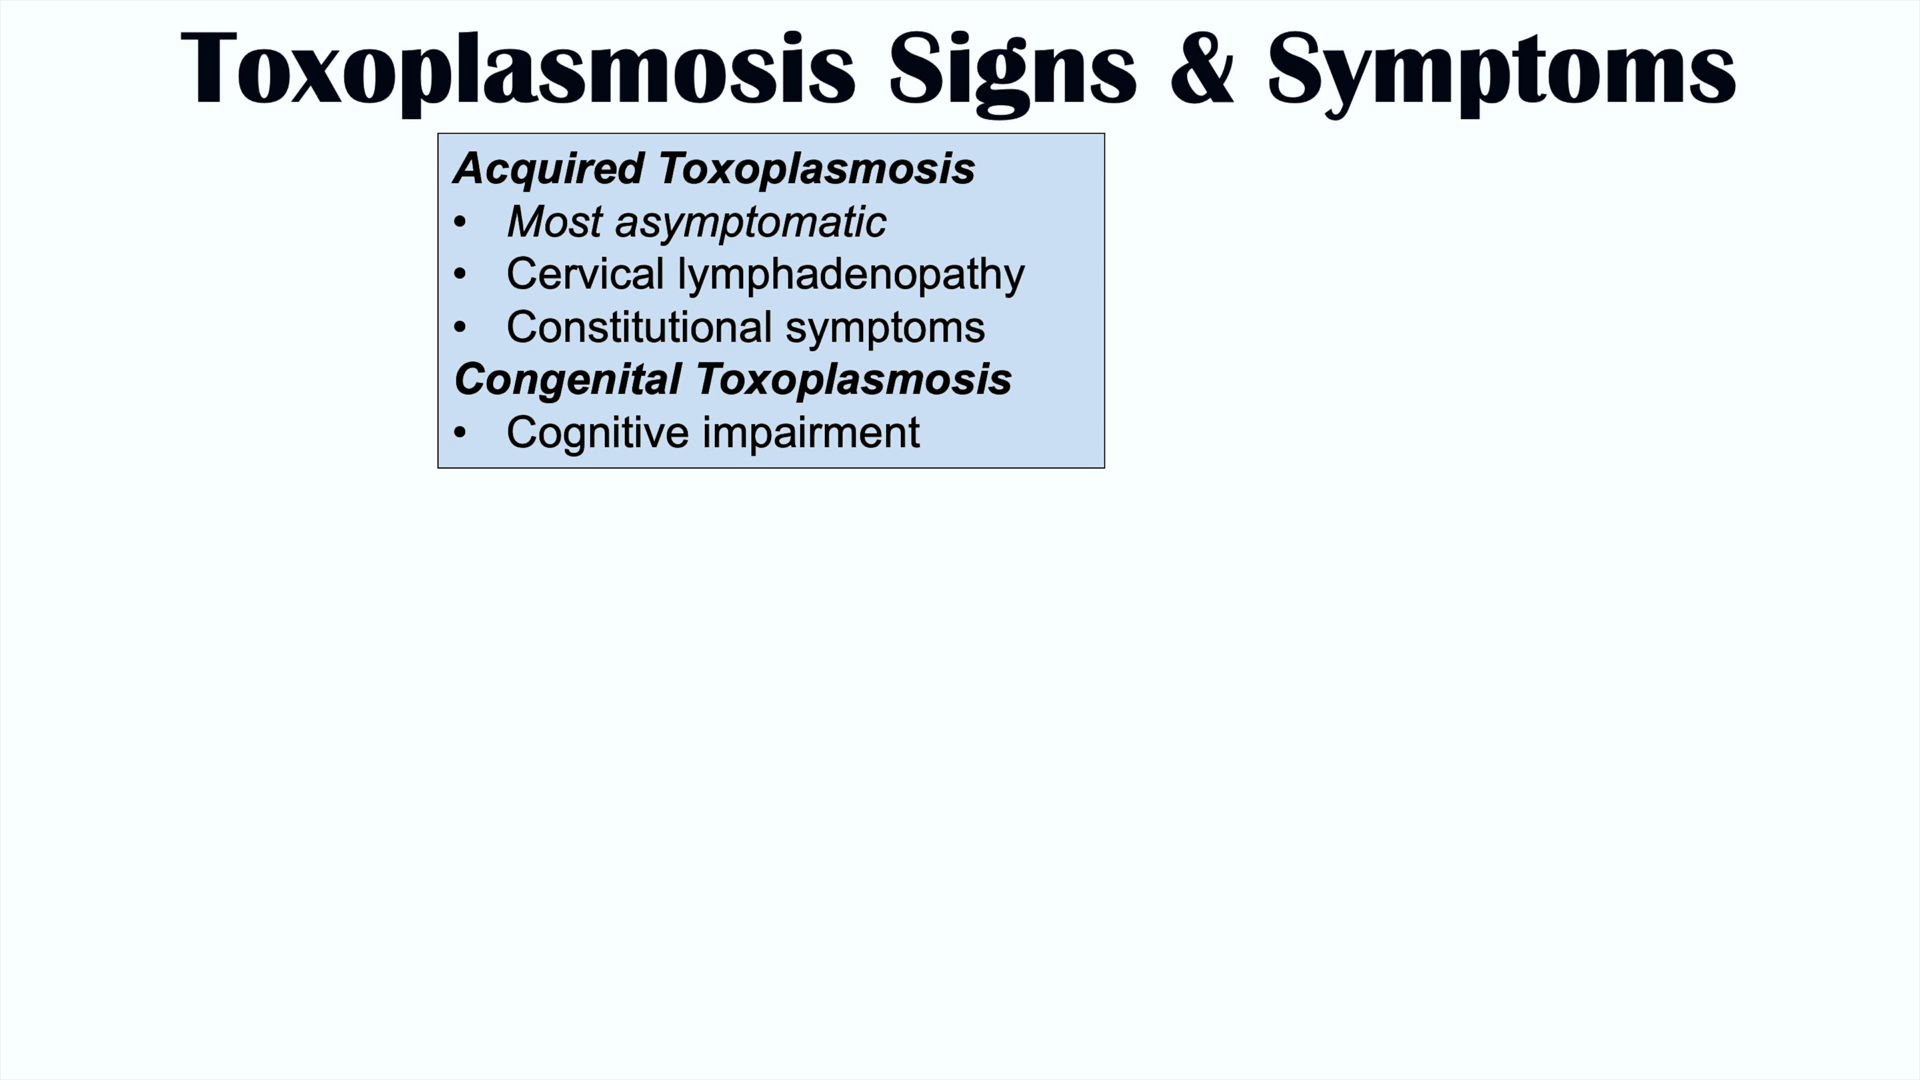 Toxoplasmosis Signs & Symptoms
Acquired Toxoplasmosis
• Most asymptomatic
• Cervical lymphadenopathy
• Constitutional symptoms
Congenital Toxoplasmosis
• Cognitive impairment